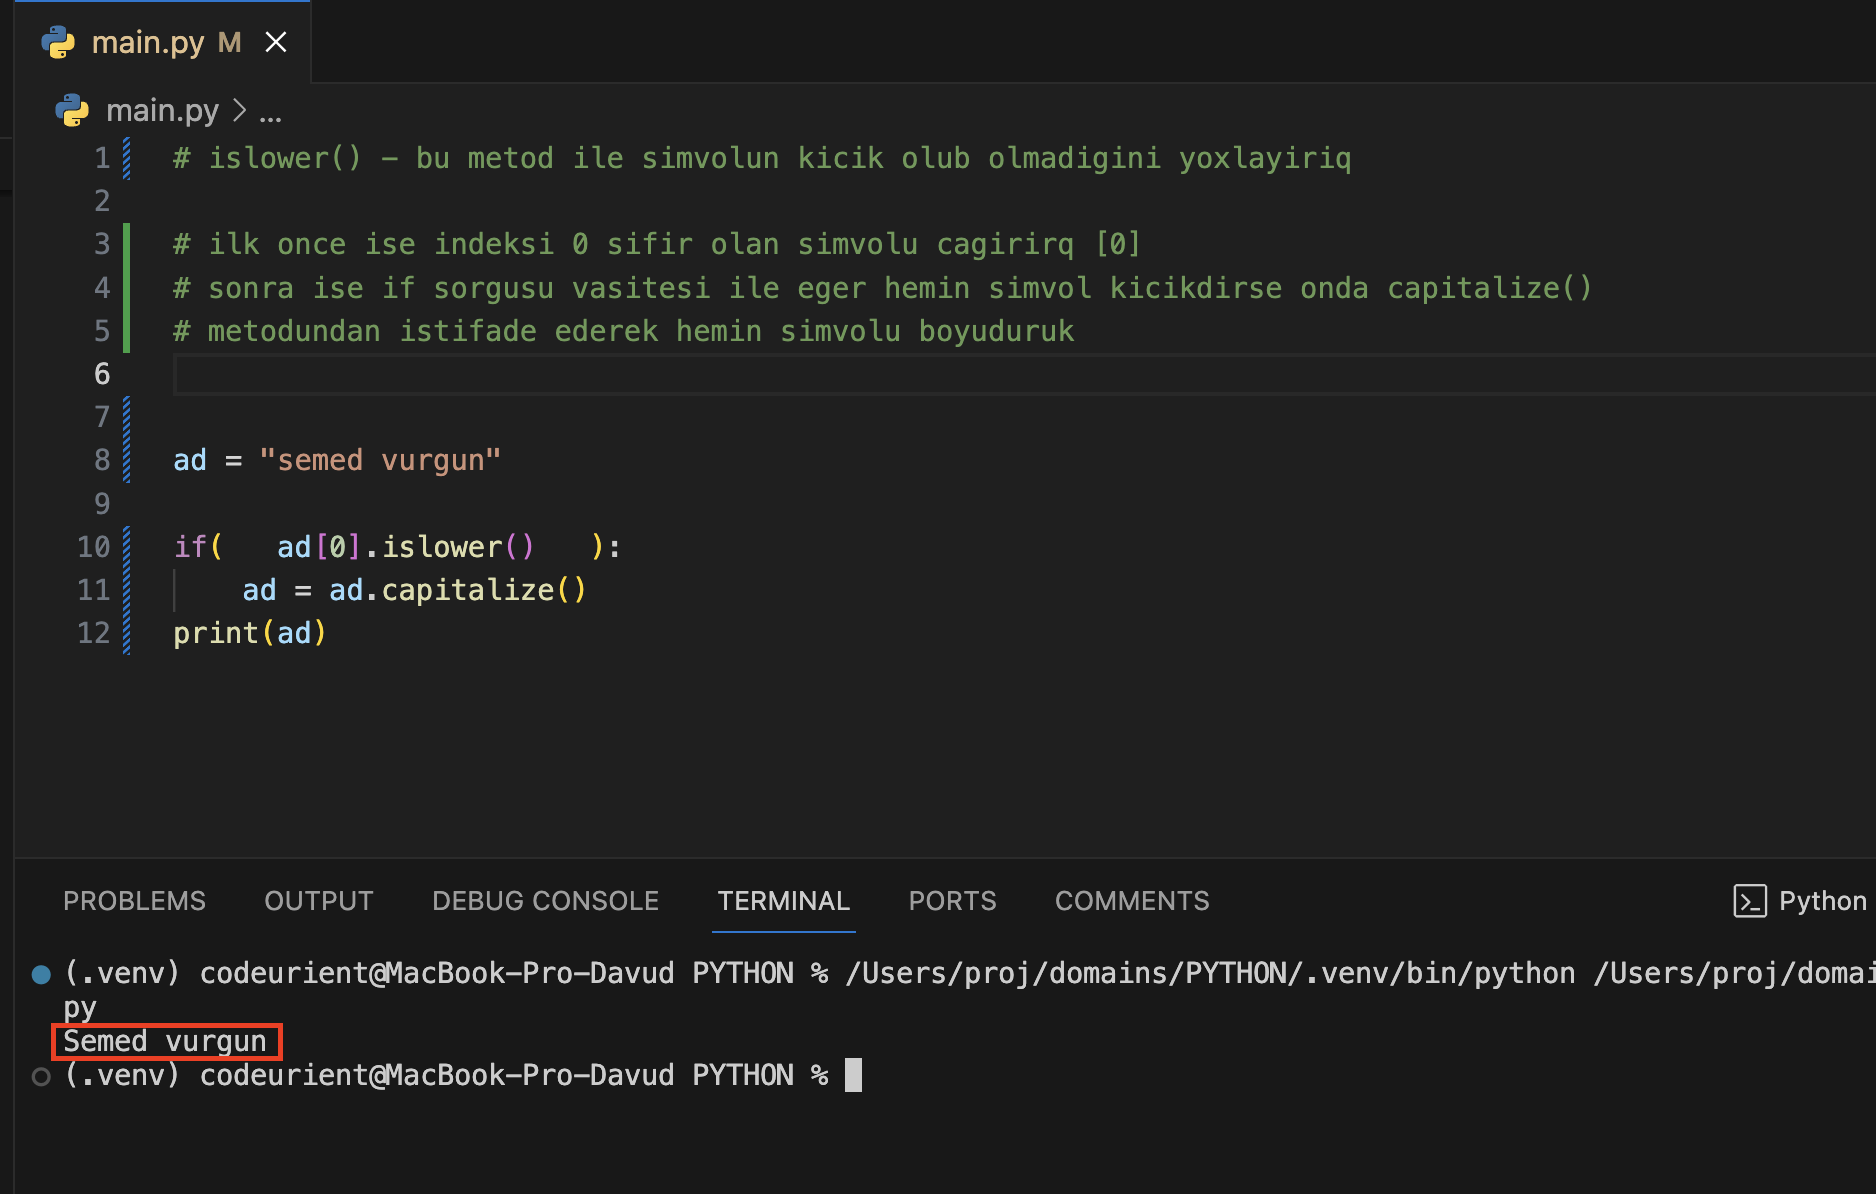 main.py M
main.py > ...
1 # islower() - bu metod ile simvolun kicik olub olmadigini yoxlayiriq
2
3 # ilk once ise indeksi 0 sifir olan simvolu cagirirq [0]
4 # sonra ise if sorgusu vasitesi ile eger hemin simvol kicikdirse onda capitalize()
5 # metodundan istifade ederek hemin simvolu boyuduruk
6
7
8 ad = "semed vurgun"
9
10 if(   ad[0].islower()   ):
11     ad = ad.capitalize()
12 print(ad)
PROBLEMS OUTPUT DEBUG CONSOLE TERMINAL PORTS COMMENTS Python
(.venv) codeurient@MacBook-Pro-Davud PYTHON % /Users/proj/domains/PYTHON/.venv/bin/python /Users/proj/domai
py
Semed vurgun
(.venv) codeurient@MacBook-Pro-Davud PYTHON %